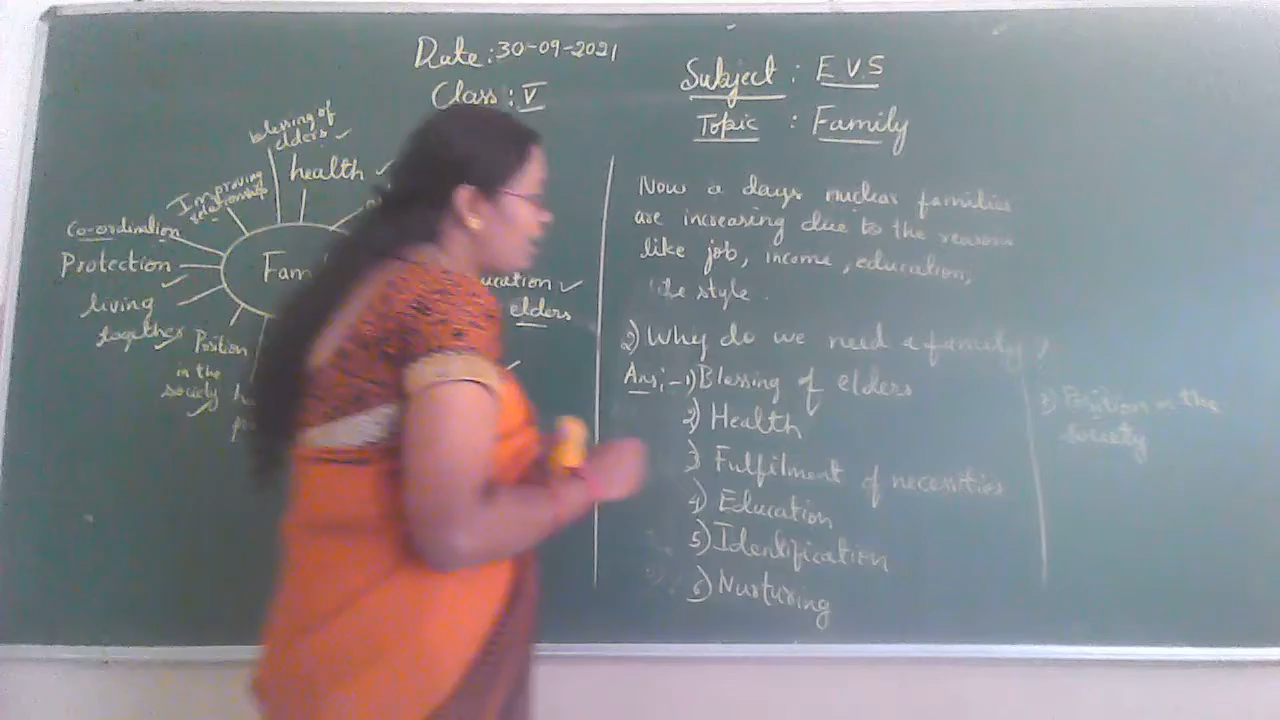 Date : 30-09-2021
Class : V
Subject : E.V.S
Topic : Family
blessing of
elders
health
Improving
relationship
Co-ordination
Protection
living
together
Position
in the
society
Fam
ucation
elders
Now a days nuclear families
are increasing due to the reasons
like job, income, education,
style.
2) Why do we need a family
Ans:- 1) Blessing of elders
2) Health
3) Fulfilment of necessities
4) Education
5) Identification
6) Nurturing
Position in the
society